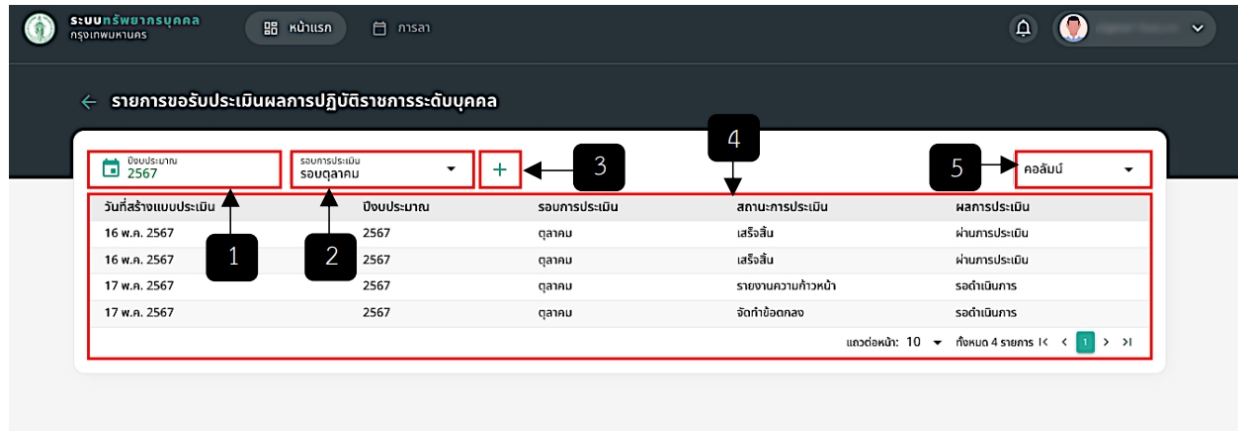 ระบบทรัพยากรบุคคล
กรุงเทพมหานคร
หน้าแรก
การลา
รายการขอรับประเมินผลการปฏิบัติราชการระดับบุคคล
4
ปีงบประมาณ
2567
รอบการประเมิน
รอบตุลาคม
+
3
5
คอลัมน์
วันที่สร้างแบบประเมิน ปีงบประมาณ รอบการประเมิน สถานะการประเมิน ผลการประเมิน
16 พ.ค. 2567 2567 ตุลาคม เสร็จสิ้น ผ่านการประเมิน
1
2
16 พ.ค. 2567 2567 ตุลาคม เสร็จสิ้น ผ่านการประเมิน
17 พ.ค. 2567 2567 ตุลาคม รายงานความก้าวหน้า รอดำเนินการ
17 พ.ค. 2567 2567 ตุลาคม จัดทำข้อตกลง รอดำเนินการ
แถวต่อหน้า: 10 ทั้งหมด 4 รายการ |< < 1 > >|